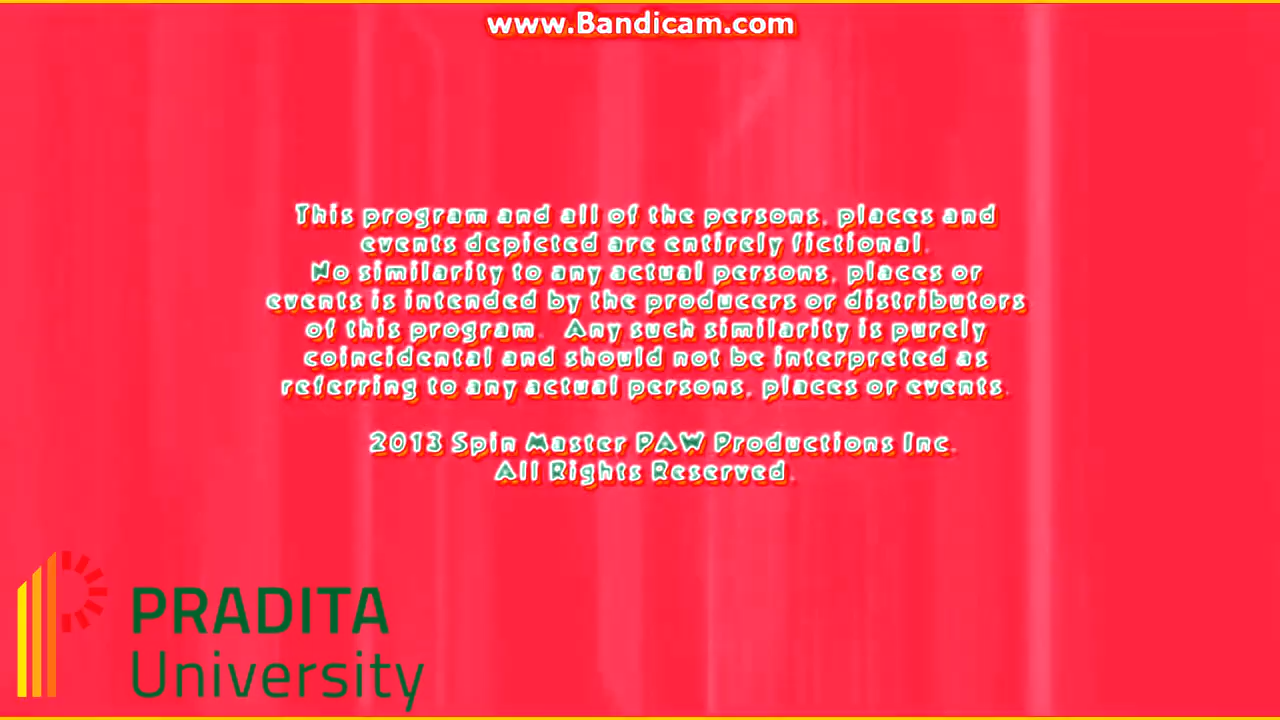 www.Bandicam.com
This program and all of the persons, places and
events depicted are entirely fictional.
No similarity to any actual persons, places or
events is intended by the producers or distributors
of this program. Any such similarity is purely
coincidental and should not be interpreted as
referring to any actual persons, places or events.
2013 Spin Master PAW Productions Inc.
All Rights Reserved.
PRADITA
University